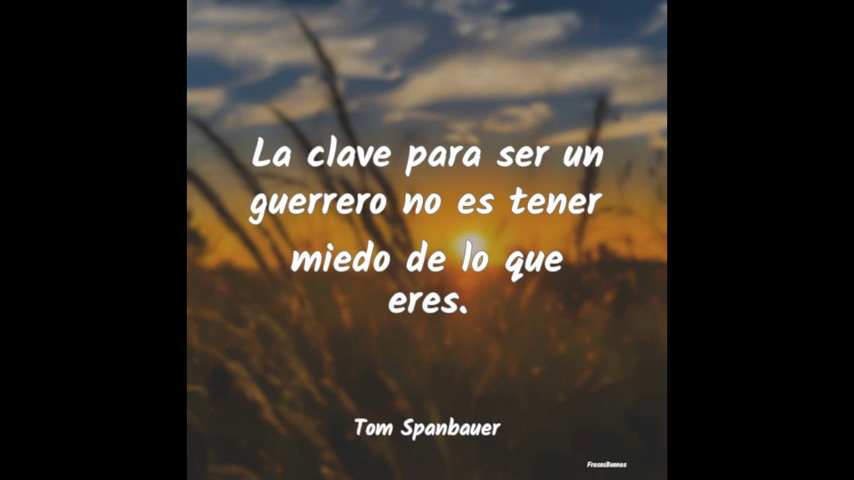 La clave para ser un
guerrero no es tener
miedo de lo que
eres.
Tom Spanbauer
FrasesBuenas